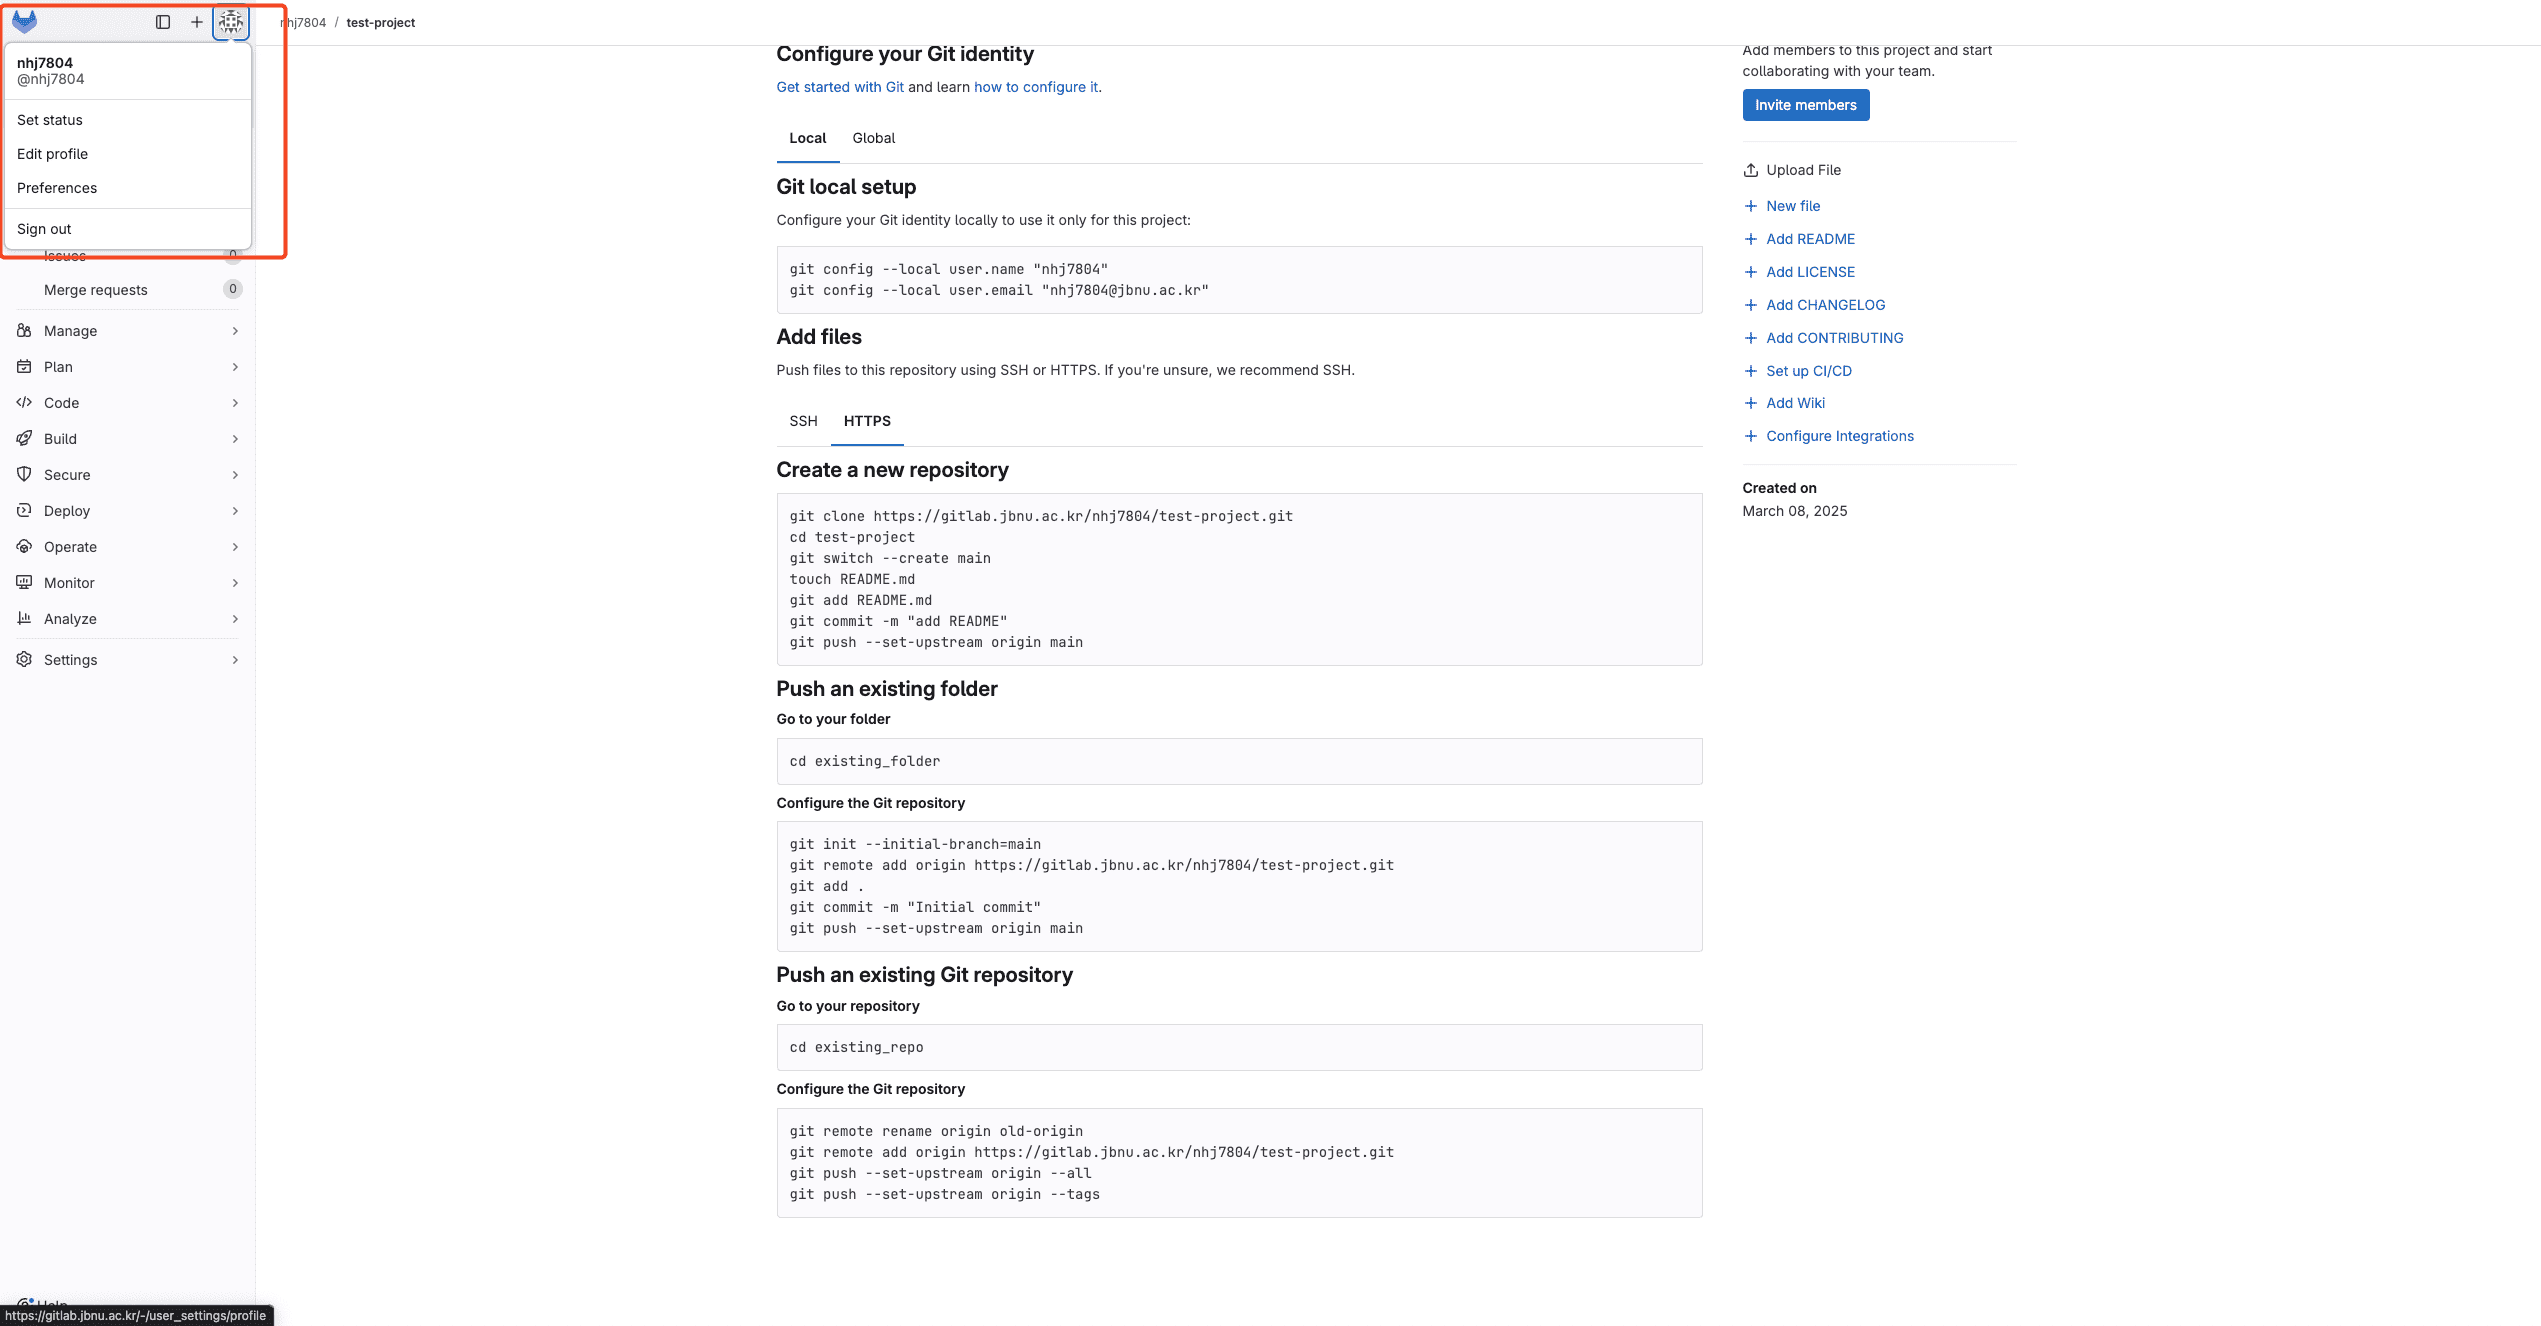 nhj7804 / test-project
nhj7804
@nhj7804
Set status
Edit profile
Preferences
Sign out
Issues 0
Merge requests 0
Manage
Plan
Code
Build
Secure
Deploy
Operate
Monitor
Analyze
Settings
Help
https://gitlab.jbnu.ac.kr/-/user_settings/profile
Configure your Git identity
Get started with Git and learn how to configure it.
Local Global
Git local setup
Configure your Git identity locally to use it only for this project:
git config --local user.name "nhj7804"
git config --local user.email "nhj7804@jbnu.ac.kr"
Add files
Push files to this repository using SSH or HTTPS. If you're unsure, we recommend SSH.
SSH HTTPS
Create a new repository
git clone https://gitlab.jbnu.ac.kr/nhj7804/test-project.git
cd test-project
git switch --create main
touch README.md
git add README.md
git commit -m "add README"
git push --set-upstream origin main
Push an existing folder
Go to your folder
cd existing_folder
Configure the Git repository
git init --initial-branch=main
git remote add origin https://gitlab.jbnu.ac.kr/nhj7804/test-project.git
git add .
git commit -m "Initial commit"
git push --set-upstream origin main
Push an existing Git repository
Go to your repository
cd existing_repo
Configure the Git repository
git remote rename origin old-origin
git remote add origin https://gitlab.jbnu.ac.kr/nhj7804/test-project.git
git push --set-upstream origin --all
git push --set-upstream origin --tags
Add members to this project and start
collaborating with your team.
Invite members
Upload File
New file
Add README
Add LICENSE
Add CHANGELOG
Add CONTRIBUTING
Set up CI/CD
Add Wiki
Configure Integrations
Created on
March 08, 2025